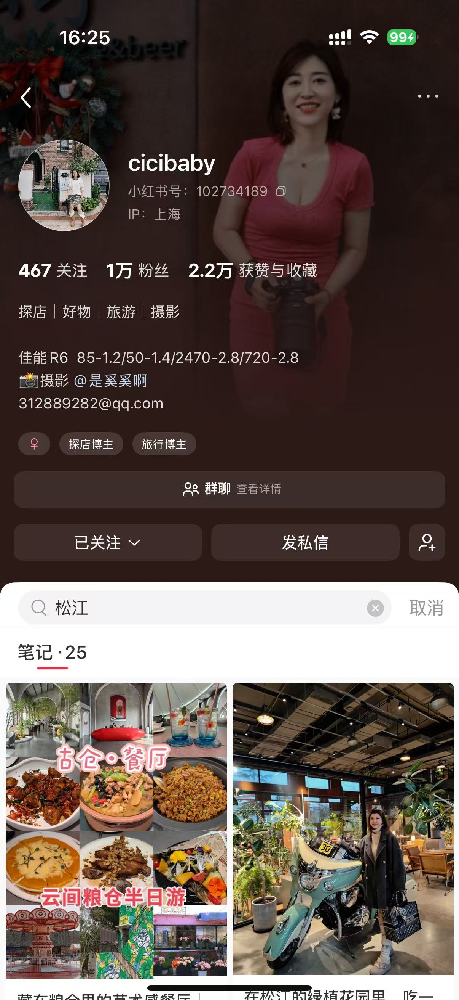 16:25
99
&beer
cicibaby
小红书号：102734189
IP：上海
467 关注 1万 粉丝 2.2万 获赞与收藏
探店｜好物｜旅游｜摄影
佳能R6 85-1.2/50-1.4/2470-2.8/720-2.8
📸摄影 @是奚奚啊
312889282@qq.com
♀ 探店博主 旅行博主
群聊 查看详情
已关注 发私信
松江 取消
笔记 · 25
古仓·餐厅
云间粮仓半日游
30
藏在粮仓里的艺术感餐厅｜
在松江的绿植花园里，吃一